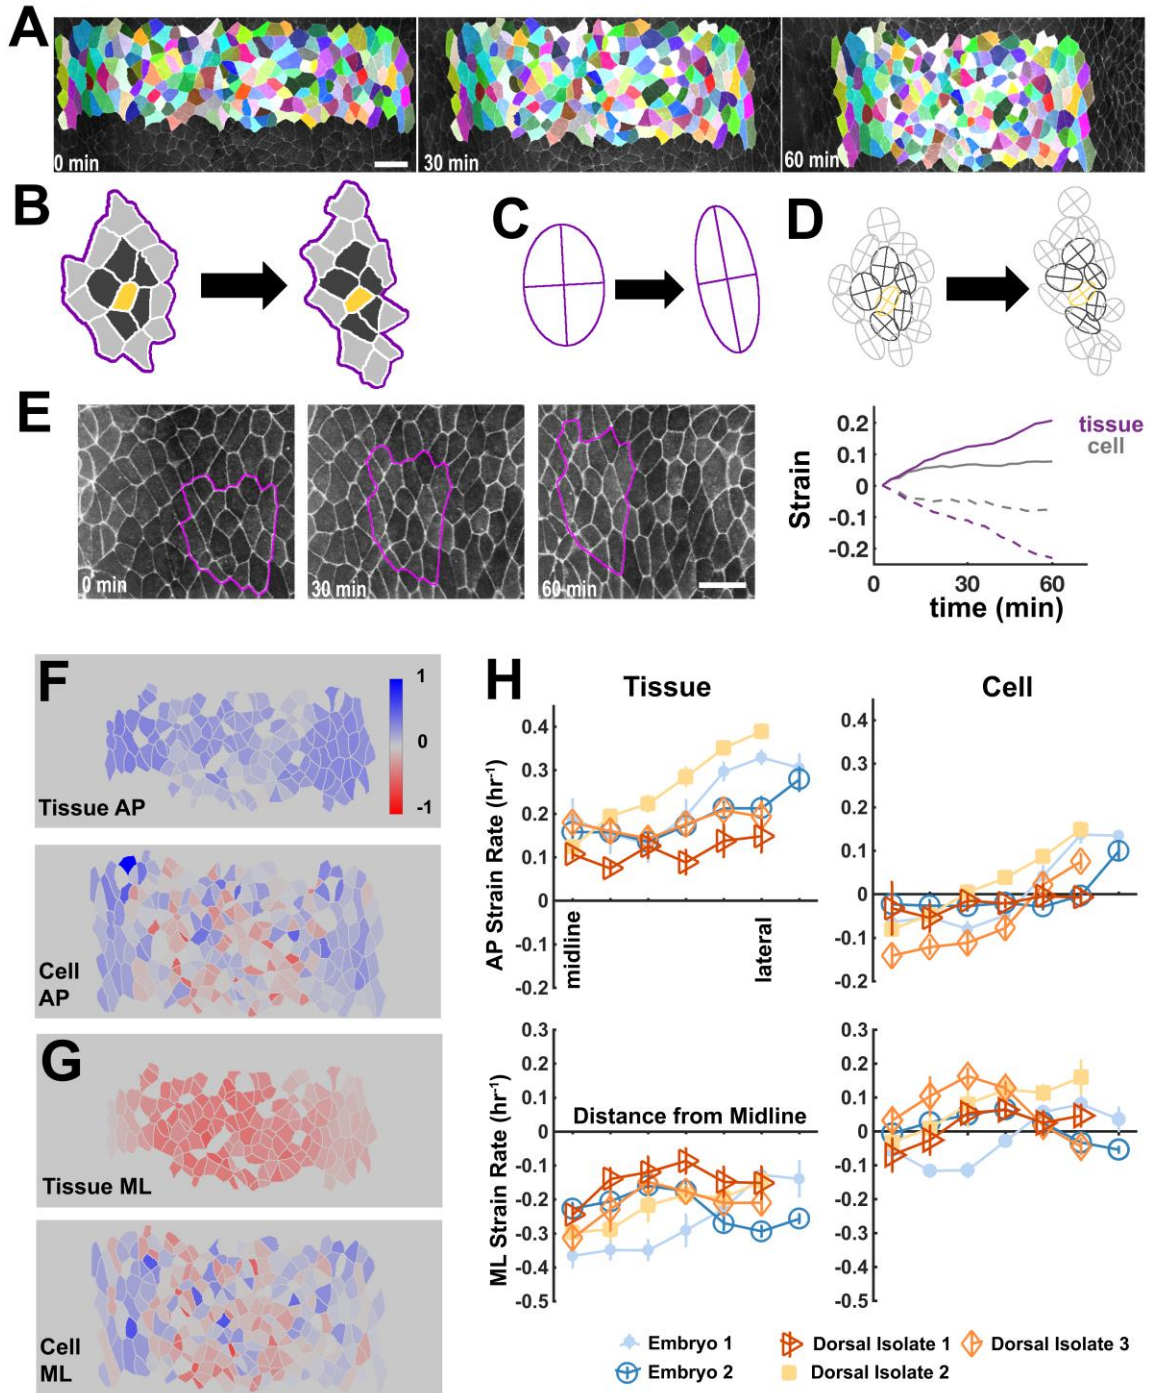 A
0 min
30 min
60 min
B
C
D
E
0 min
30 min
60 min
Strain
0.2
0.1
0
-0.1
-0.2
0
30
60
time (min)
tissue
cell
F
1
0
-1
Tissue AP
Cell
AP
G
Tissue ML
Cell
ML
H
Tissue
Cell
AP Strain Rate (hr⁻¹)
0.4
0.3
0.2
0.1
0
-0.1
-0.2
midline
lateral
0.4
0.3
0.2
0.1
0
-0.1
-0.2
ML Strain Rate (hr⁻¹)
0.3
0.2
0.1
0
-0.1
-0.2
-0.3
-0.4
-0.5
Distance from Midline
0.3
0.2
0.1
0
-0.1
-0.2
-0.3
-0.4
-0.5
Embryo 1
Dorsal Isolate 1
Dorsal Isolate 3
Embryo 2
Dorsal Isolate 2